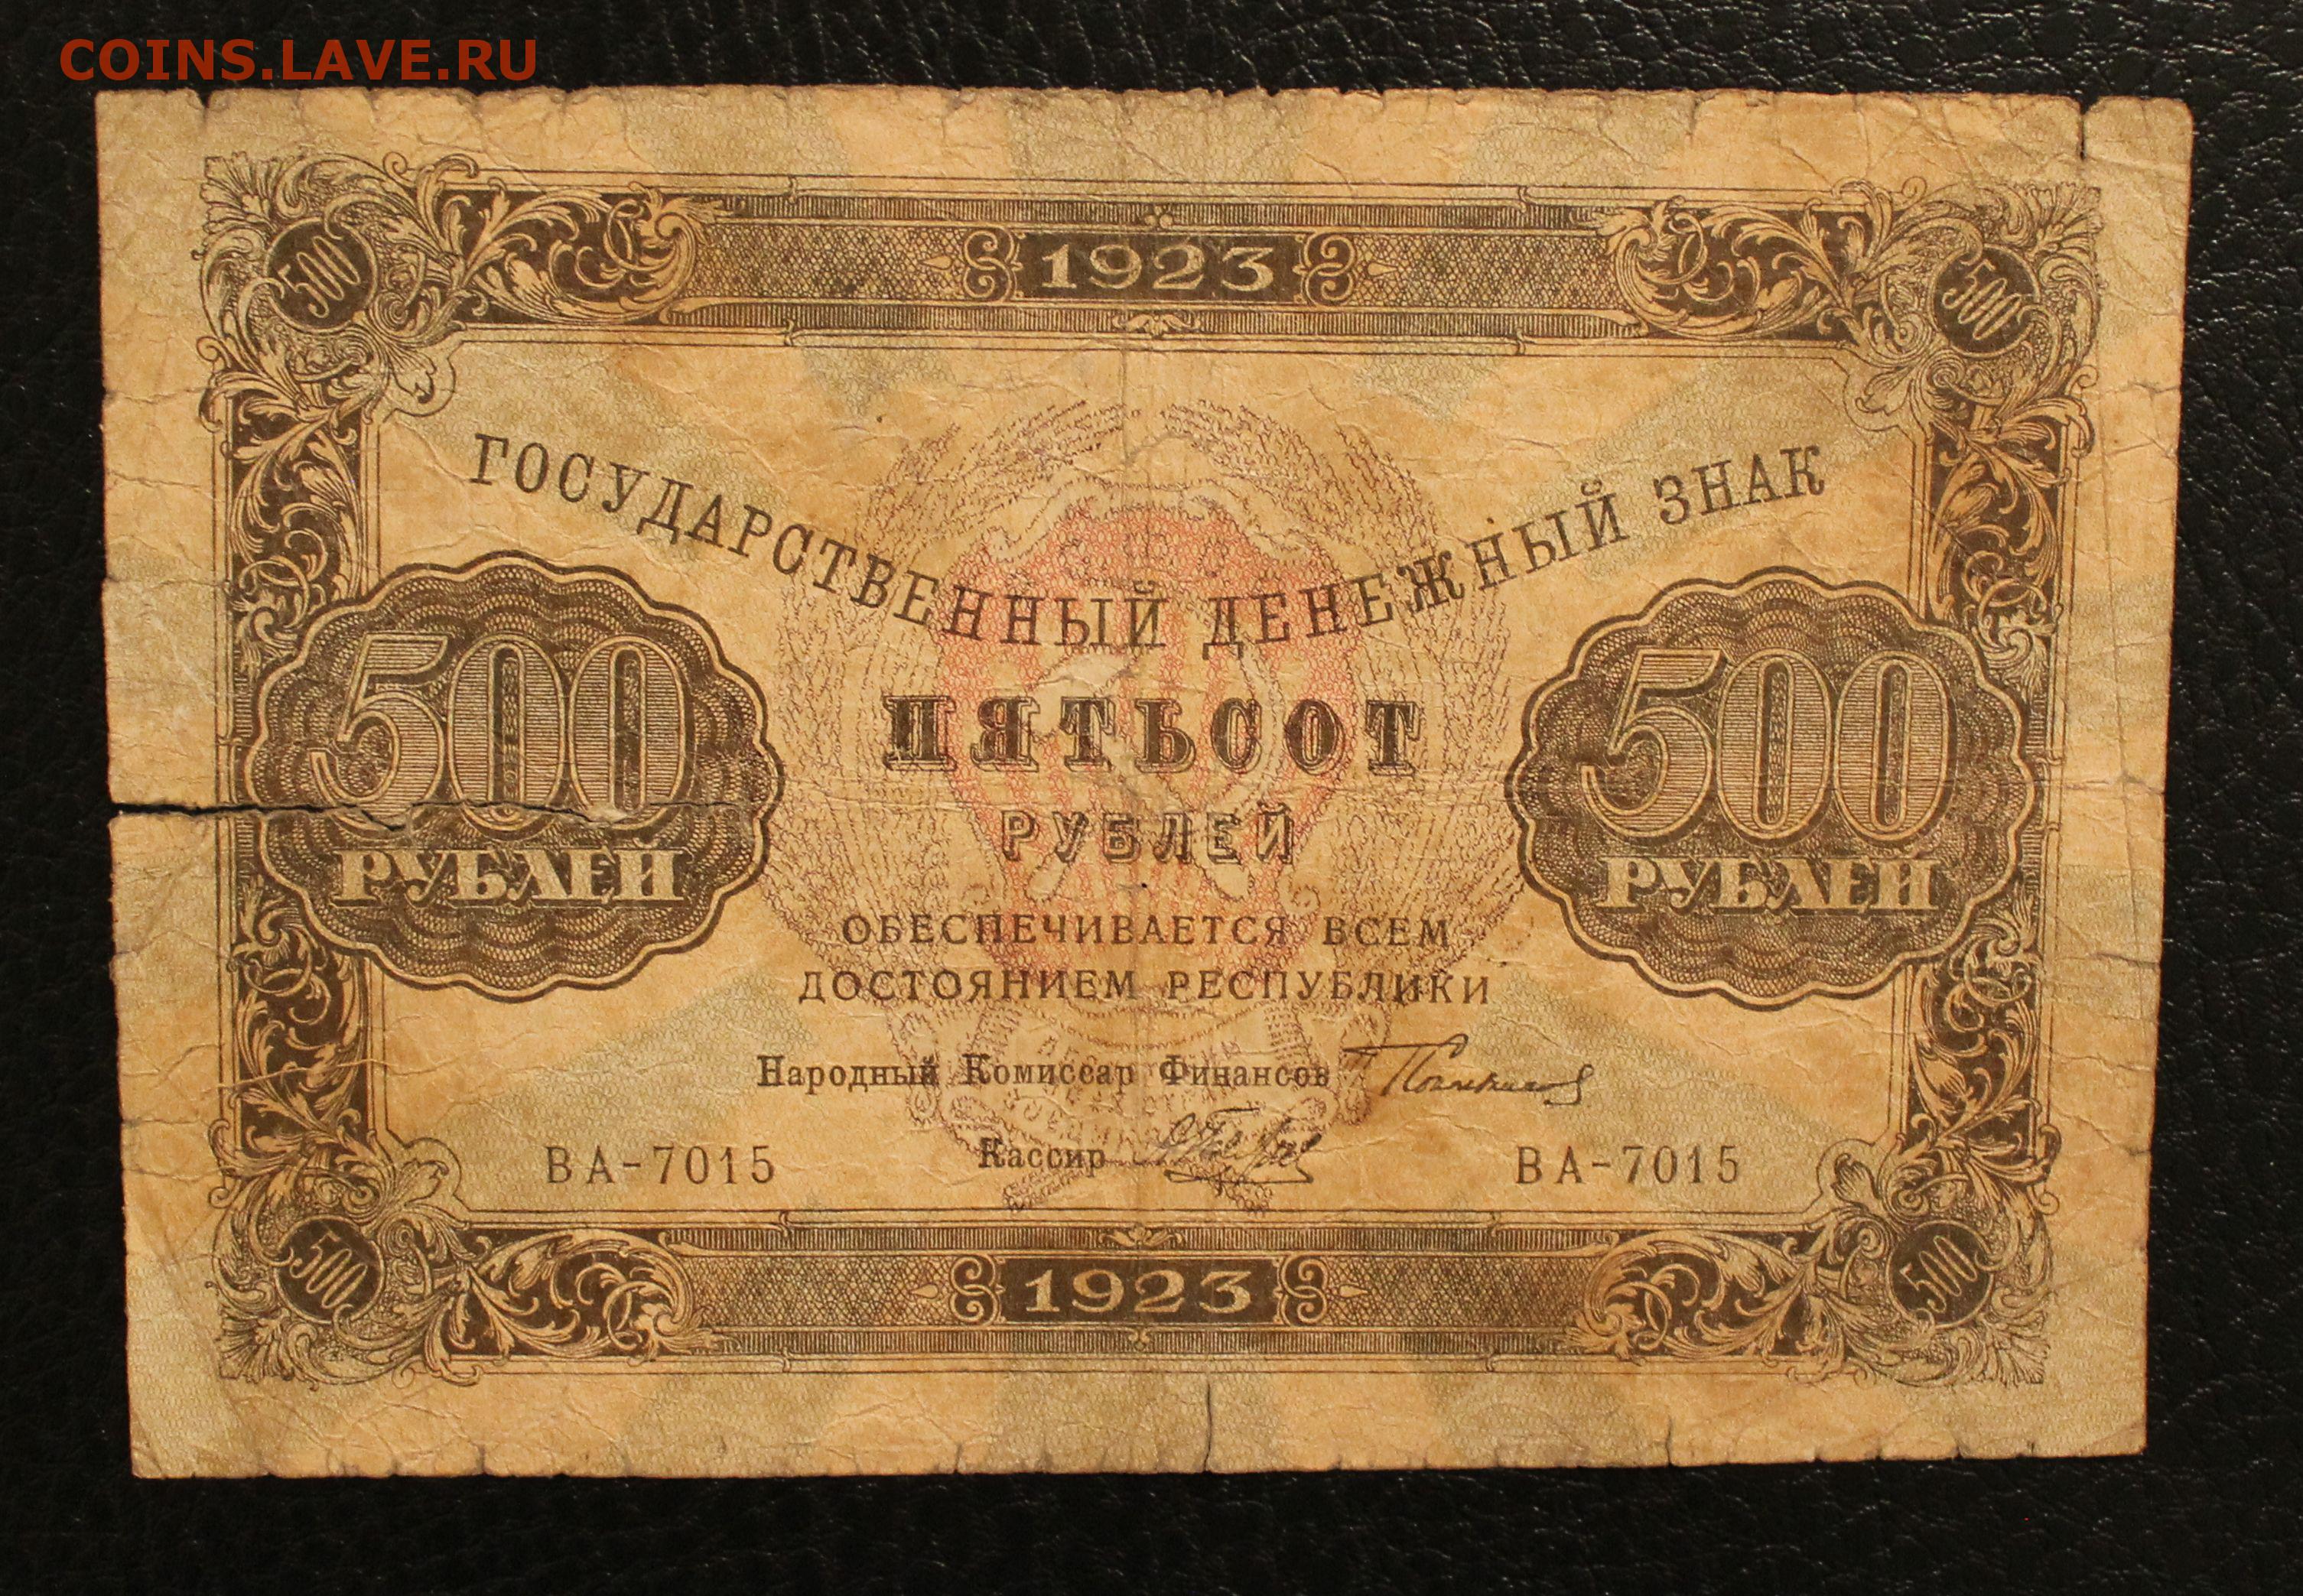 COINS.LAVE.RU
1923
500 500
ГОСУДАРСТВЕННЫЙ ДЕНЕЖНЫЙ ЗНАК
500
РУБЛЕЙ
ПЯТЬСОТ
РУБЛЕЙ
500
РУБЛЕЙ
ОБЕСПЕЧИВАЕТСЯ ВСЕМ
ДОСТОЯНИЕМ РЕСПУБЛИКИ
Народный Комиссар Финансов
Кассир
ВА-7015 ВА-7015
500 500
1923